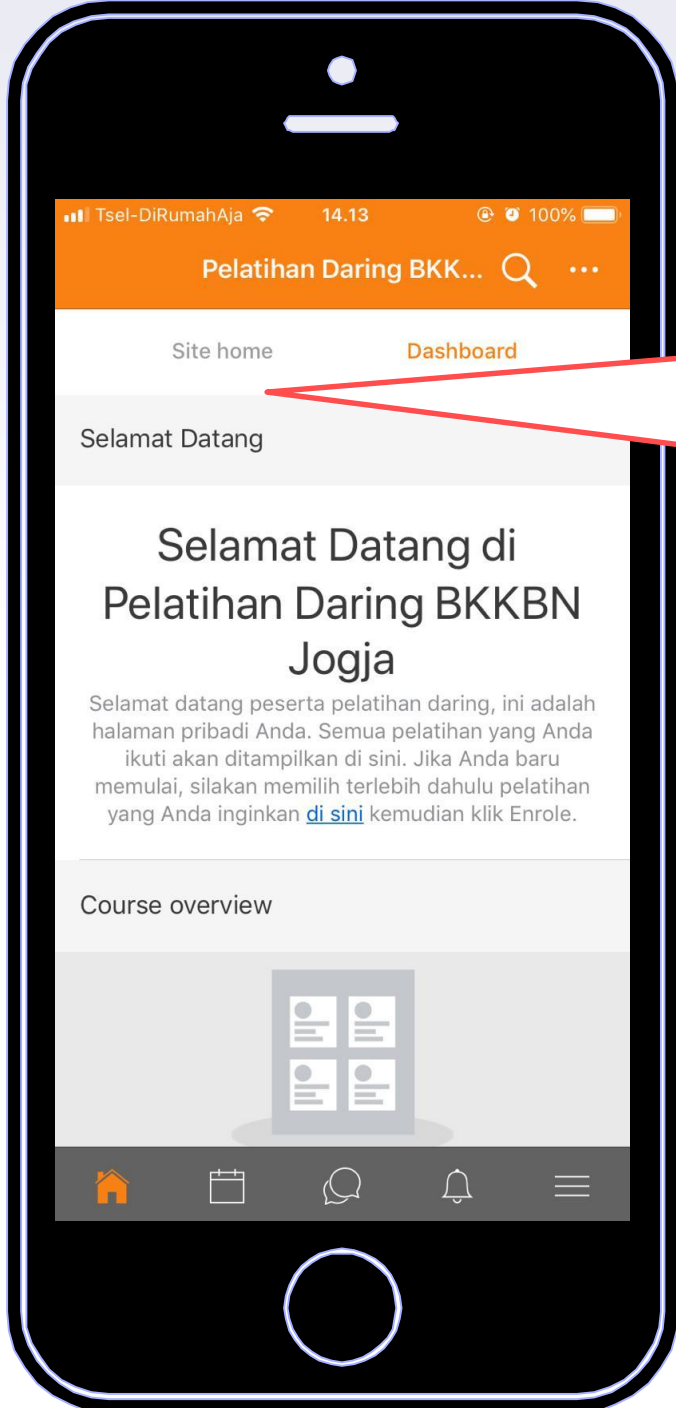 Tsel-DiRumahAja 14.13 100%
Pelatihan Daring BKK...
Site home Dashboard
Selamat Datang
Selamat Datang di
Pelatihan Daring BKKBN
Jogja
Selamat datang peserta pelatihan daring, ini adalah
halaman pribadi Anda. Semua pelatihan yang Anda
ikuti akan ditampilkan di sini. Jika Anda baru
memulai, silakan memilih terlebih dahulu pelatihan
yang Anda inginkan di sini kemudian klik Enrole.
Course overview